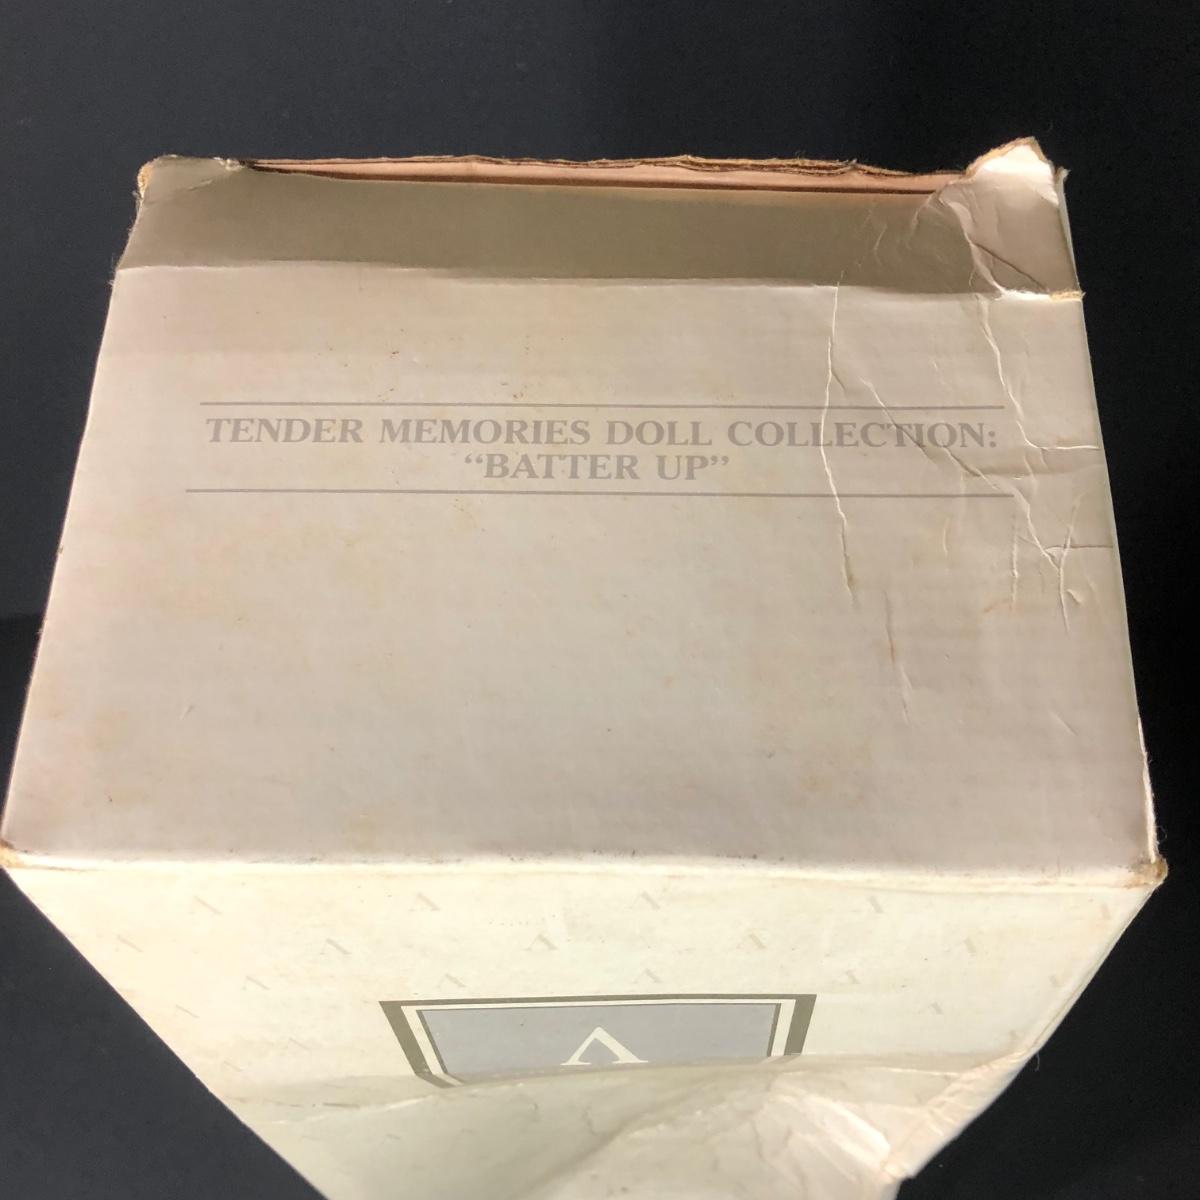 TENDER MEMORIES DOLL COLLECTION:
“BATTER UP”